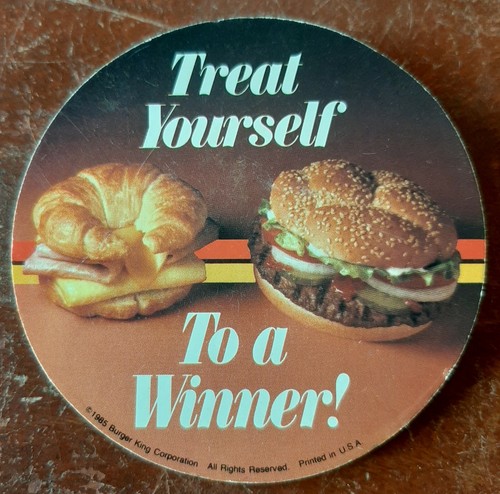 Treat
Yourself
To a
Winner!
©1985 Burger King Corporation All Rights Reserved. Printed in U.S.A